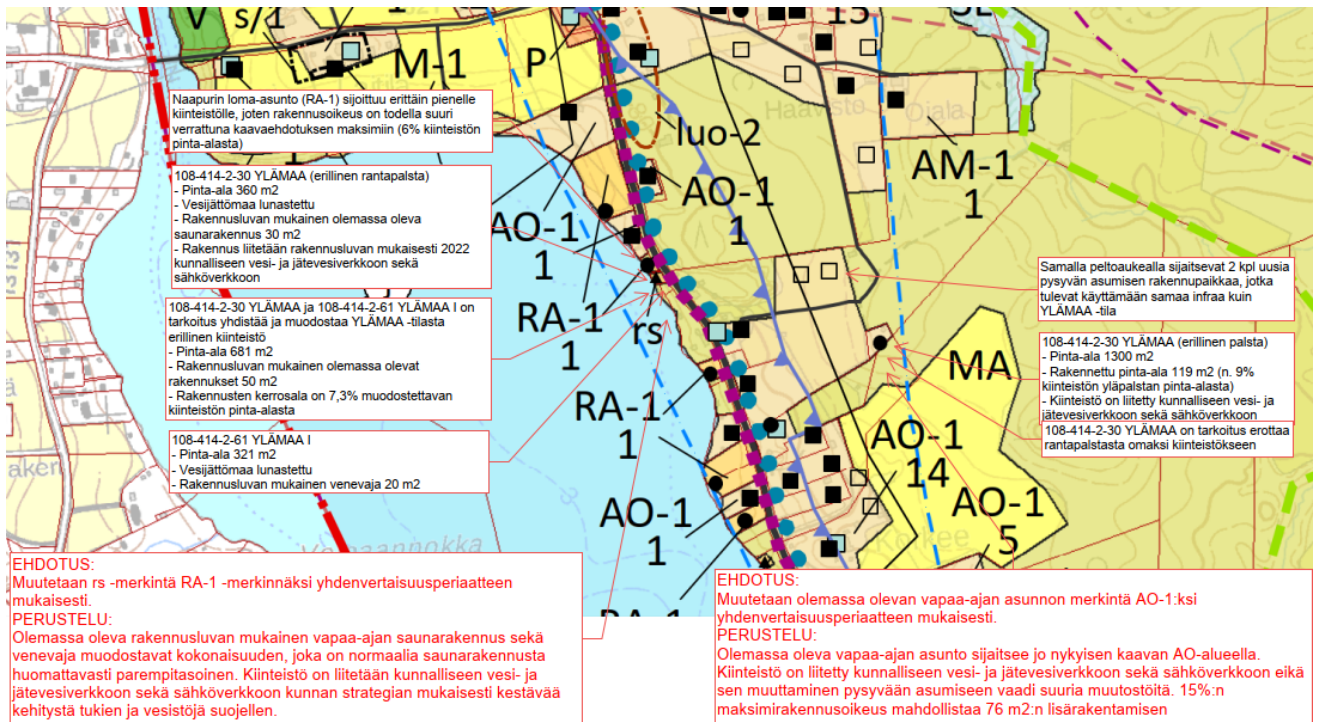 V
s/1
1
M-1
P
15
SL
Haavisto
Ojala
luo-2
AM-1
1
AO-1
1
AO-1
1
RA-1
1
rs
RA-1
1
MA
AO-1
14
AO-1
5
AO-1
1
RA-1
Kolkee
3
Naapurin loma-asunto (RA-1) sijoittuu erittäin pienelle
kiinteistölle, joten rakennusoikeus on todella suuri
verrattuna kaavaehdotuksen maksimiin (6% kiinteistön
pinta-alasta)
108-414-2-30 YLÄMAA (erillinen rantapalsta)
- Pinta-ala 360 m2
- Vesijättömaa lunastettu
- Rakennusluvan mukainen olemassa oleva
saunarakennus 30 m2
- Rakennus liitetään rakennusluvan mukaisesti 2022
kunnalliseen vesi- ja jätevesiverkkoon sekä
sähköverkkoon
108-414-2-30 YLÄMAA ja 108-414-2-61 YLÄMAA I on
tarkoitus yhdistää ja muodostaa YLÄMAA -tilasta
erillinen kiinteistö
- Pinta-ala 681 m2
- Rakennusluvan mukainen olemassa olevat
rakennukset 50 m2
- Rakennusten kerrosala on 7,3% muodostettavan
kiinteistön pinta-alasta
108-414-2-61 YLÄMAA I
- Pinta-ala 321 m2
- Vesijättömaa lunastettu
- Rakennusluvan mukainen venevaja 20 m2
Samalla peltoaukealla sijaitsevat 2 kpl uusia
pysyvän asumisen rakennuspaikkaa, jotka
tulevat käyttämään samaa infraa kuin
YLÄMAA -tila
108-414-2-30 YLÄMAA (erillinen palsta)
- Pinta-ala 1300 m2
- Rakennettu pinta-ala 119 m2 (n. 9%
kiinteistön yläpalstan pinta-alasta)
- Kiinteistö on liitetty kunnalliseen vesi- ja
jätevesiverkkoon sekä sähköverkkoon
108-414-2-30 YLÄMAA on tarkoitus erottaa
rantapalstasta omaksi kiinteistökseen
EHDOTUS:
Muutetaan rs -merkintä RA-1 -merkinnäksi yhdenvertaisuusperiaatteen
mukaisesti.
PERUSTELU:
Olemassa oleva rakennusluvan mukainen vapaa-ajan saunarakennus sekä
venevaja muodostavat kokonaisuuden, joka on normaalia saunarakennusta
huomattavasti parempitasoinen. Kiinteistö on liitetään kunnalliseen vesi- ja
jätevesiverkkoon sekä sähköverkkoon kunnan strategian mukaisesti kestävää
kehitystä tukien ja vesistöjä suojellen.
EHDOTUS:
Muutetaan olemassa olevan vapaa-ajan asunnon merkintä AO-1:ksi
yhdenvertaisuusperiaatteen mukaisesti.
PERUSTELU:
Olemassa oleva vapaa-ajan asunto sijaitsee jo nykyisen kaavan AO-alueella.
Kiinteistö on liitetty kunnalliseen vesi- ja jätevesiverkkoon sekä sähköverkkoon eikä
sen muuttaminen pysyvään asumiseen vaadi suuria muutostöitä. 15%:n
maksimirakennusoikeus mahdollistaa 76 m2:n lisärakentamisen